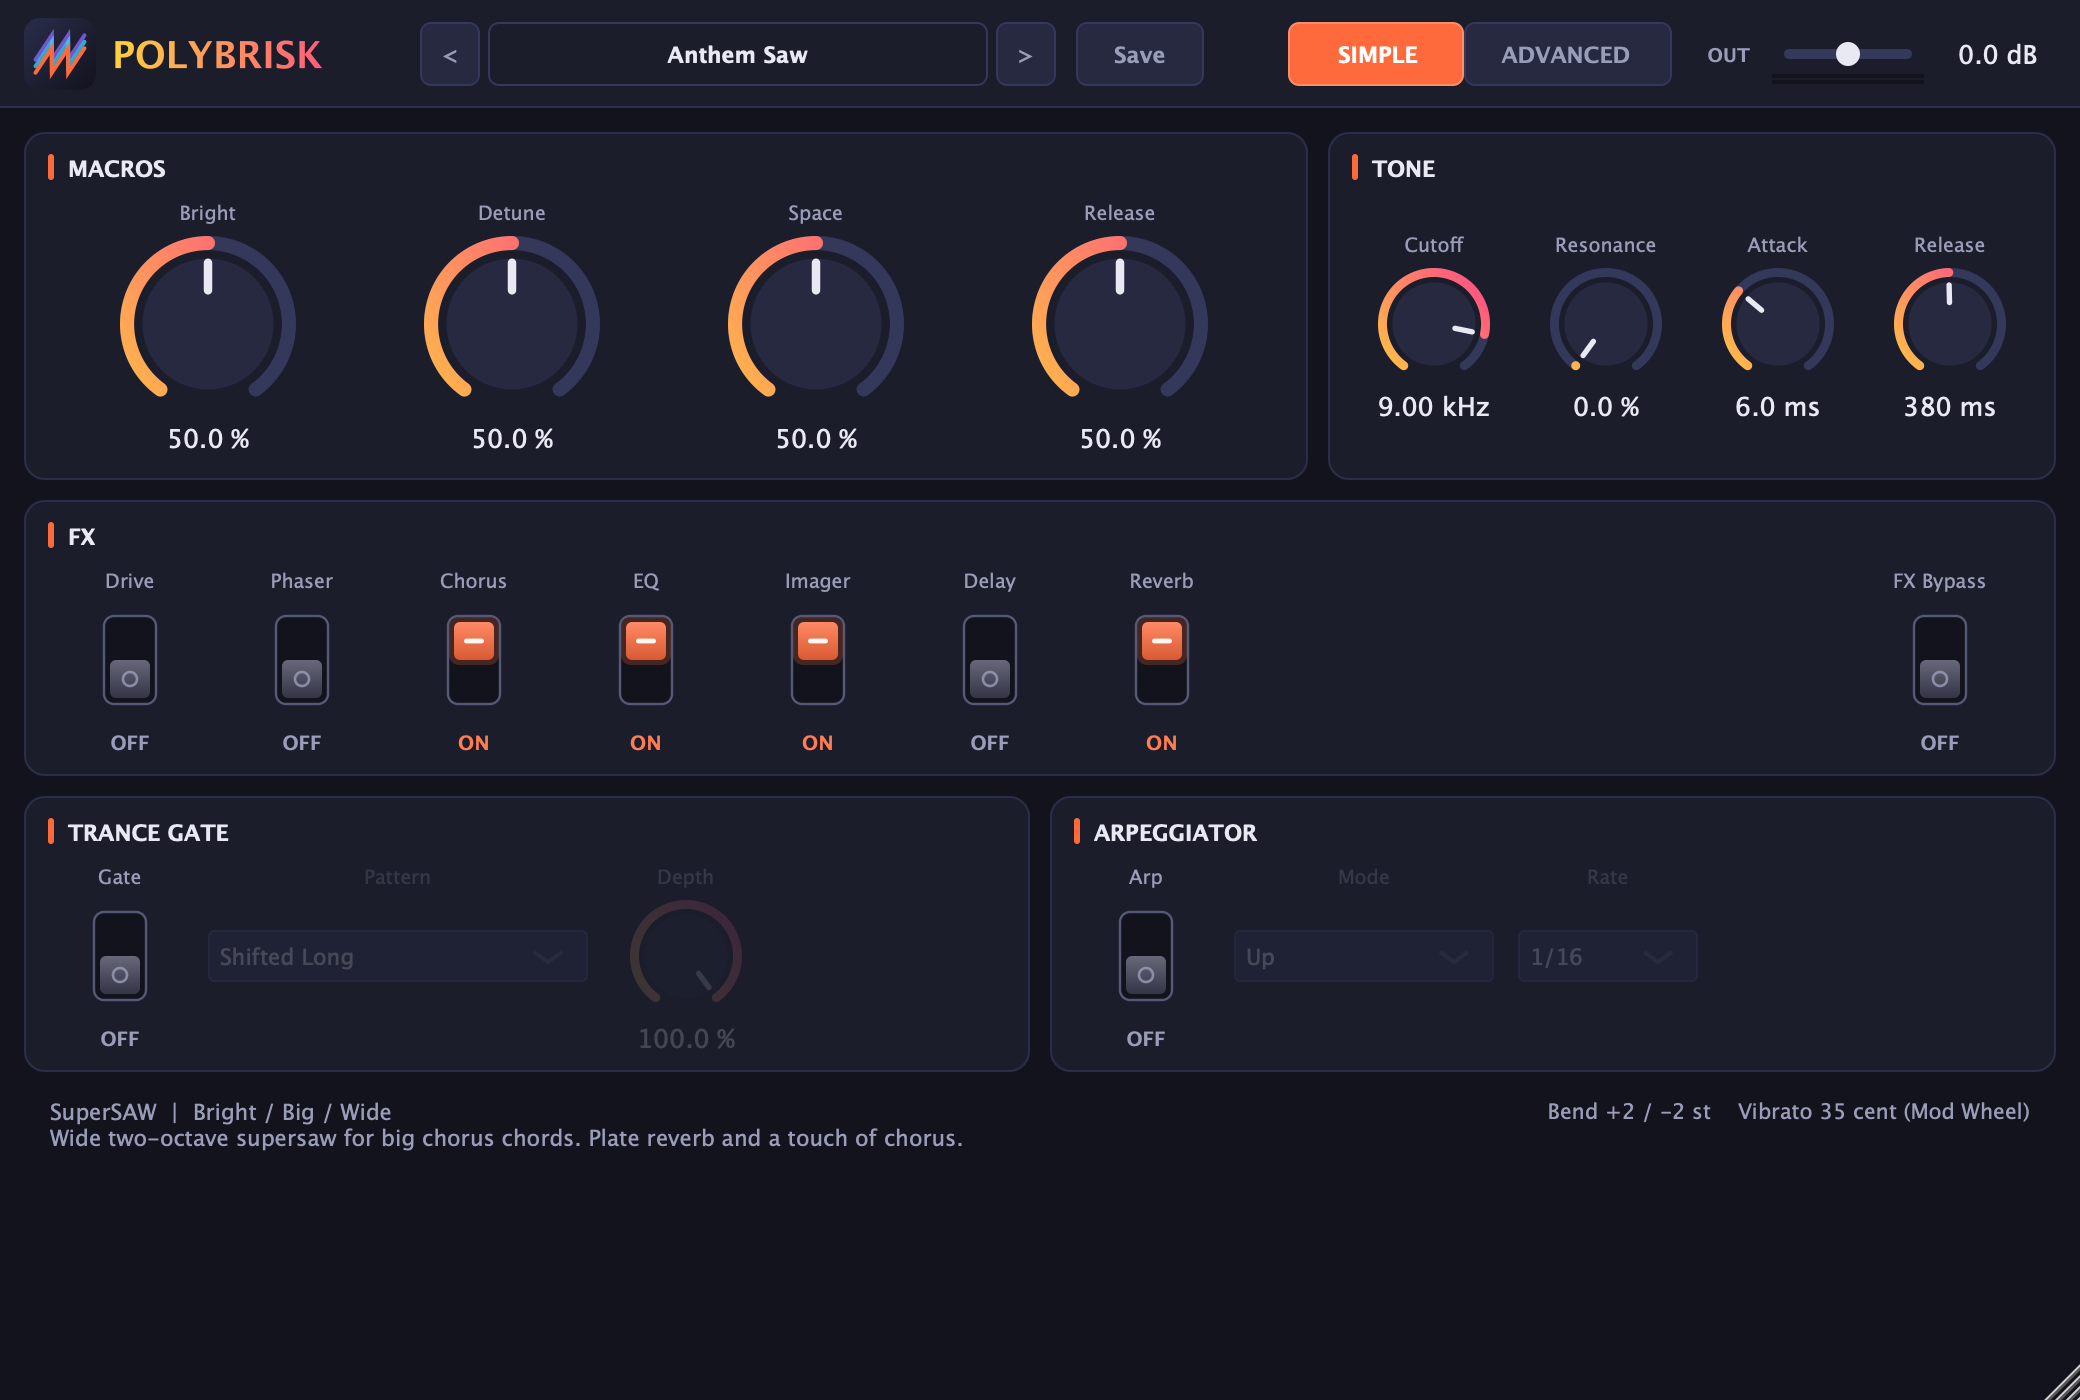 POLYBRISK
< Anthem Saw > Save SIMPLE ADVANCED OUT 0.0 dB
MACROS
Bright Detune Space Release
50.0 % 50.0 % 50.0 % 50.0 %
TONE
Cutoff Resonance Attack Release
9.00 kHz 0.0 % 6.0 ms 380 ms
FX
Drive Phaser Chorus EQ Imager Delay Reverb FX Bypass
OFF OFF ON ON ON OFF ON OFF
TRANCE GATE
Gate Pattern Depth
Shifted Long
OFF 100.0 %
ARPEGGIATOR
Arp Mode Rate
Up 1/16
OFF
SuperSAW | Bright / Big / Wide
Wide two-octave supersaw for big chorus chords. Plate reverb and a touch of chorus.
Bend +2 / -2 st Vibrato 35 cent (Mod Wheel)